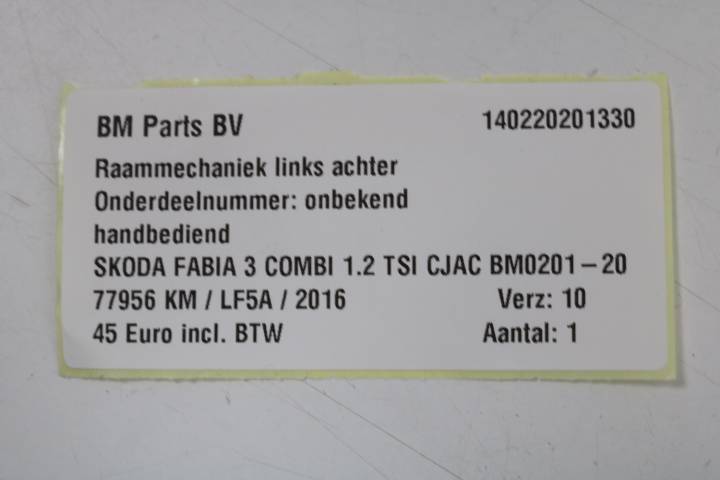 BM Parts BV 140220201330
Raammechaniek links achter
Onderdeelnummer: onbekend
handbediend
SKODA FABIA 3 COMBI 1.2 TSI CJAC BM0201-20
77956 KM / LF5A / 2016 Verz: 10
45 Euro incl. BTW Aantal: 1